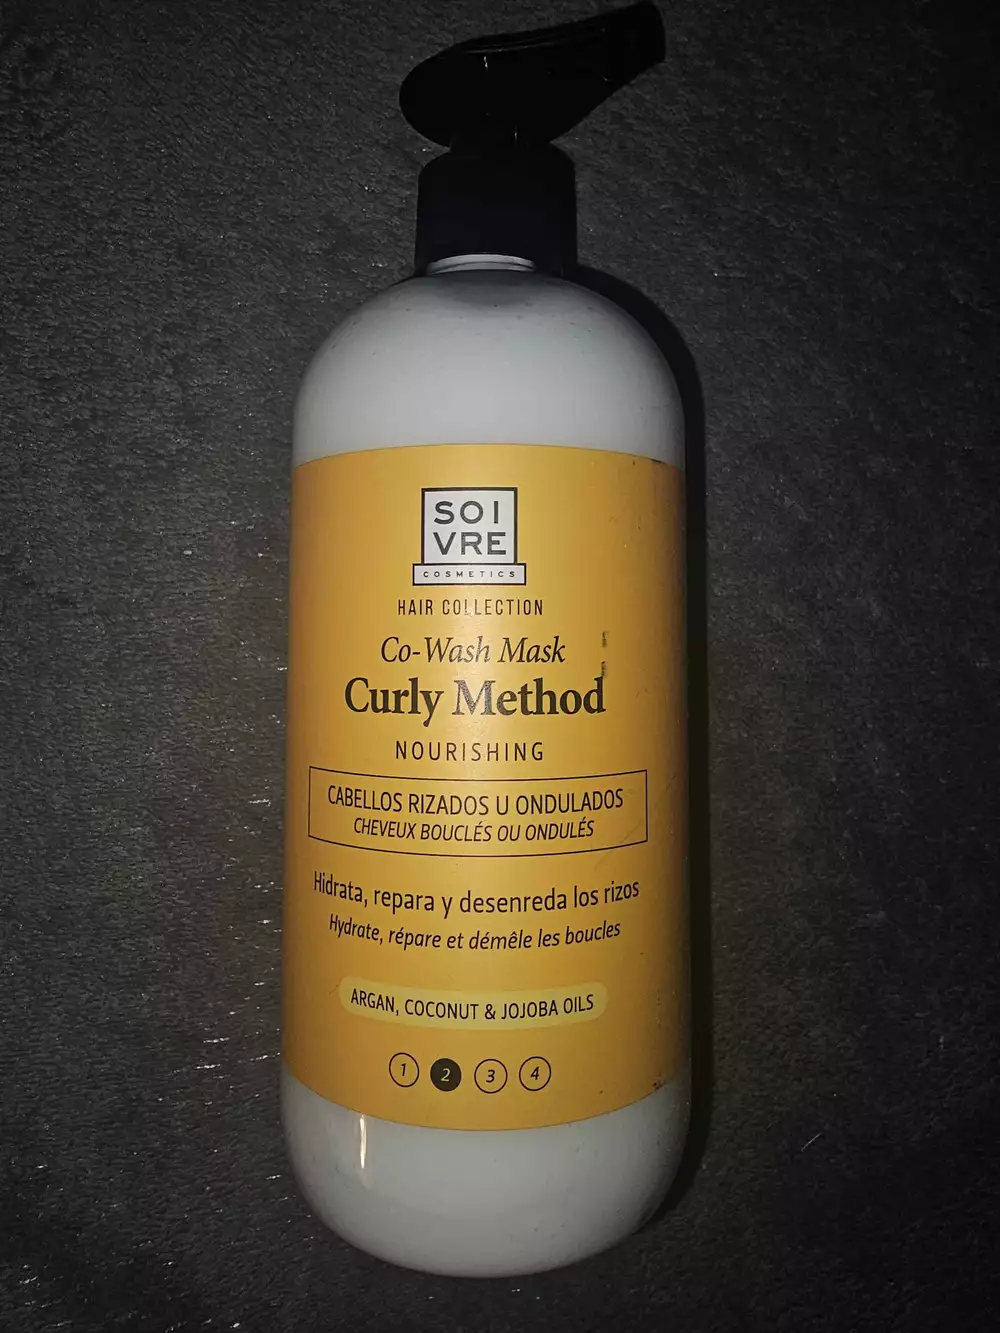 SOI
VRE
COSMETICS
HAIR COLLECTION
Co-Wash Mask
Curly Method
NOURISHING
CABELLOS RIZADOS U ONDULADOS
CHEVEUX BOUCLÉS OU ONDULÉS
Hidrata, repara y desenreda los rizos
Hydrate, répare et démêle les boucles
ARGAN, COCONUT & JOJOBA OILS
1 2 3 4